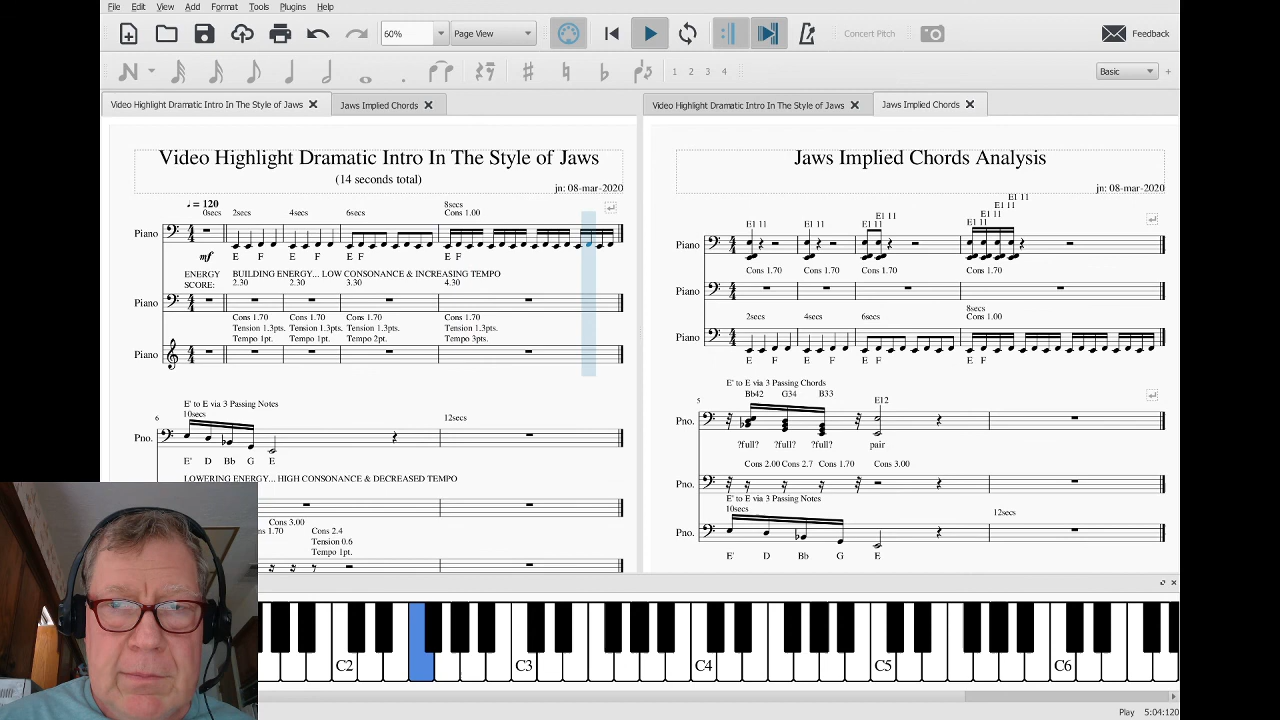 File Edit View Add Format Tools Plugins Help
60% Page View Concert Pitch Feedback
1 2 3 4 Basic +
Video Highlight Dramatic Intro In The Style of Jaws Jaws Implied Chords
Video Highlight Dramatic Intro In The Style of Jaws Jaws Implied Chords
Video Highlight Dramatic Intro In The Style of Jaws
(14 seconds total)
jn: 08-mar-2020
= 120
0secs 2secs 4secs 6secs 8secs
Cons 1.00
Piano
mf E F E F E F E F
ENERGY BUILDING ENERGY... LOW CONSONANCE & INCREASING TEMPO
SCORE: 2.30 2.30 3.30 4.30
Piano
Cons 1.70 Cons 1.70 Cons 1.70 Cons 1.70
Tension 1.3pts. Tension 1.3pts. Tension 1.3pts. Tension 1.3pts.
Tempo 1pt. Tempo 1pt. Tempo 2pt. Tempo 3pts.
Piano
E' to E via 3 Passing Notes
6 10secs 12secs
Pno.
E' D Bb G E
LOWERING ENERGY... HIGH CONSONANCE & DECREASED TEMPO
Cons 3.00
1.70 Cons 2.4
Tension 0.6
Tempo 1pt.
Jaws Implied Chords Analysis
jn: 08-mar-2020
E1 11 E1 11 E1 11 E1 11 E1 11 E1 11 E1 11 E1 11
Piano
Cons 1.70 Cons 1.70 Cons 1.70 Cons 1.70
Piano
2secs 4secs 6secs 8secs
Cons 1.00
Piano
E F E F E F E F
E' to E via 3 Passing Chords
5 Bb42 G34 B33 E12
Pno.
?full? ?full? ?full? pair
Cons 2.00 Cons 2.7 Cons 1.70 Cons 3.00
Pno.
E' to E via 3 Passing Notes
10secs 12secs
Pno.
E' D Bb G E
C2 C3 C4 C5 C6
Play 5:04:120